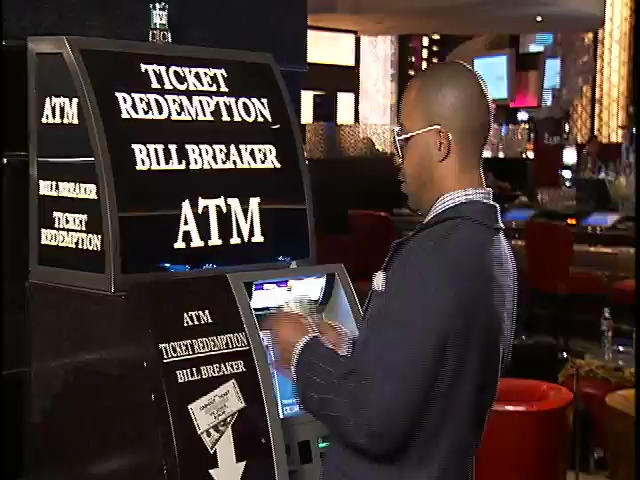 TICKET
REDEMPTION
BILL BREAKER
ATM
ATM
BILL BREAKER
TICKET
REDEMPTION
ATM
TICKET REDEMPTION
BILL BREAKER